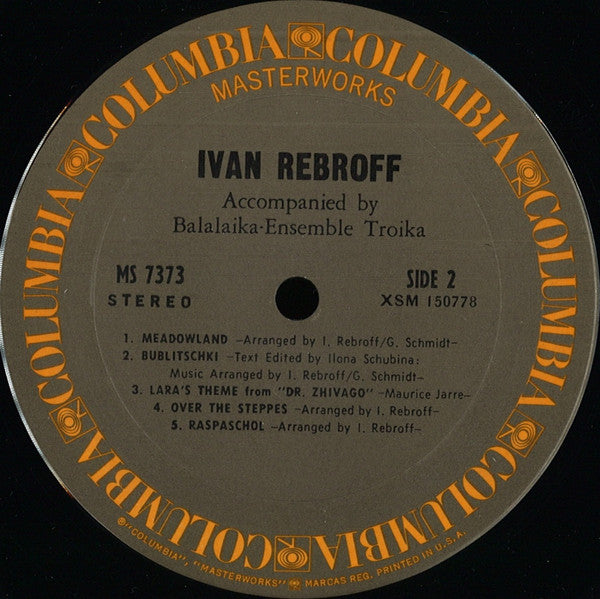 COLUMBIA COLUMBIA COLUMBIA COLUMBIA COLUMBIA COLUMBIA COLUMBIA COLUMBIA
MASTERWORKS
IVAN REBROFF
Accompanied by
Balalaika-Ensemble Troika
MS 7373
STEREO
SIDE 2
XSM 150778
1. MEADOWLAND –Arranged by I. Rebroff/G. Schmidt–
2. BUBLITSCHKI –Text Edited by Ilona Schubina:
Music Arranged by I. Rebroff/G. Schmidt–
3. LARA'S THEME from "DR. ZHIVAGO" –Maurice Jarre–
4. OVER THE STEPPES –Arranged by I. Rebroff–
5. RASPASCHOL –Arranged by I. Rebroff–
®"COLUMBIA", "MASTERWORKS" MARCAS REG. PRINTED IN U.S.A.